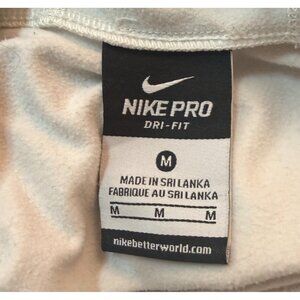 NIKE PRO
DRI-FIT
M
MADE IN SRI LANKA
FABRIQUE AU SRI LANKA
M M M
nikebetterworld.com